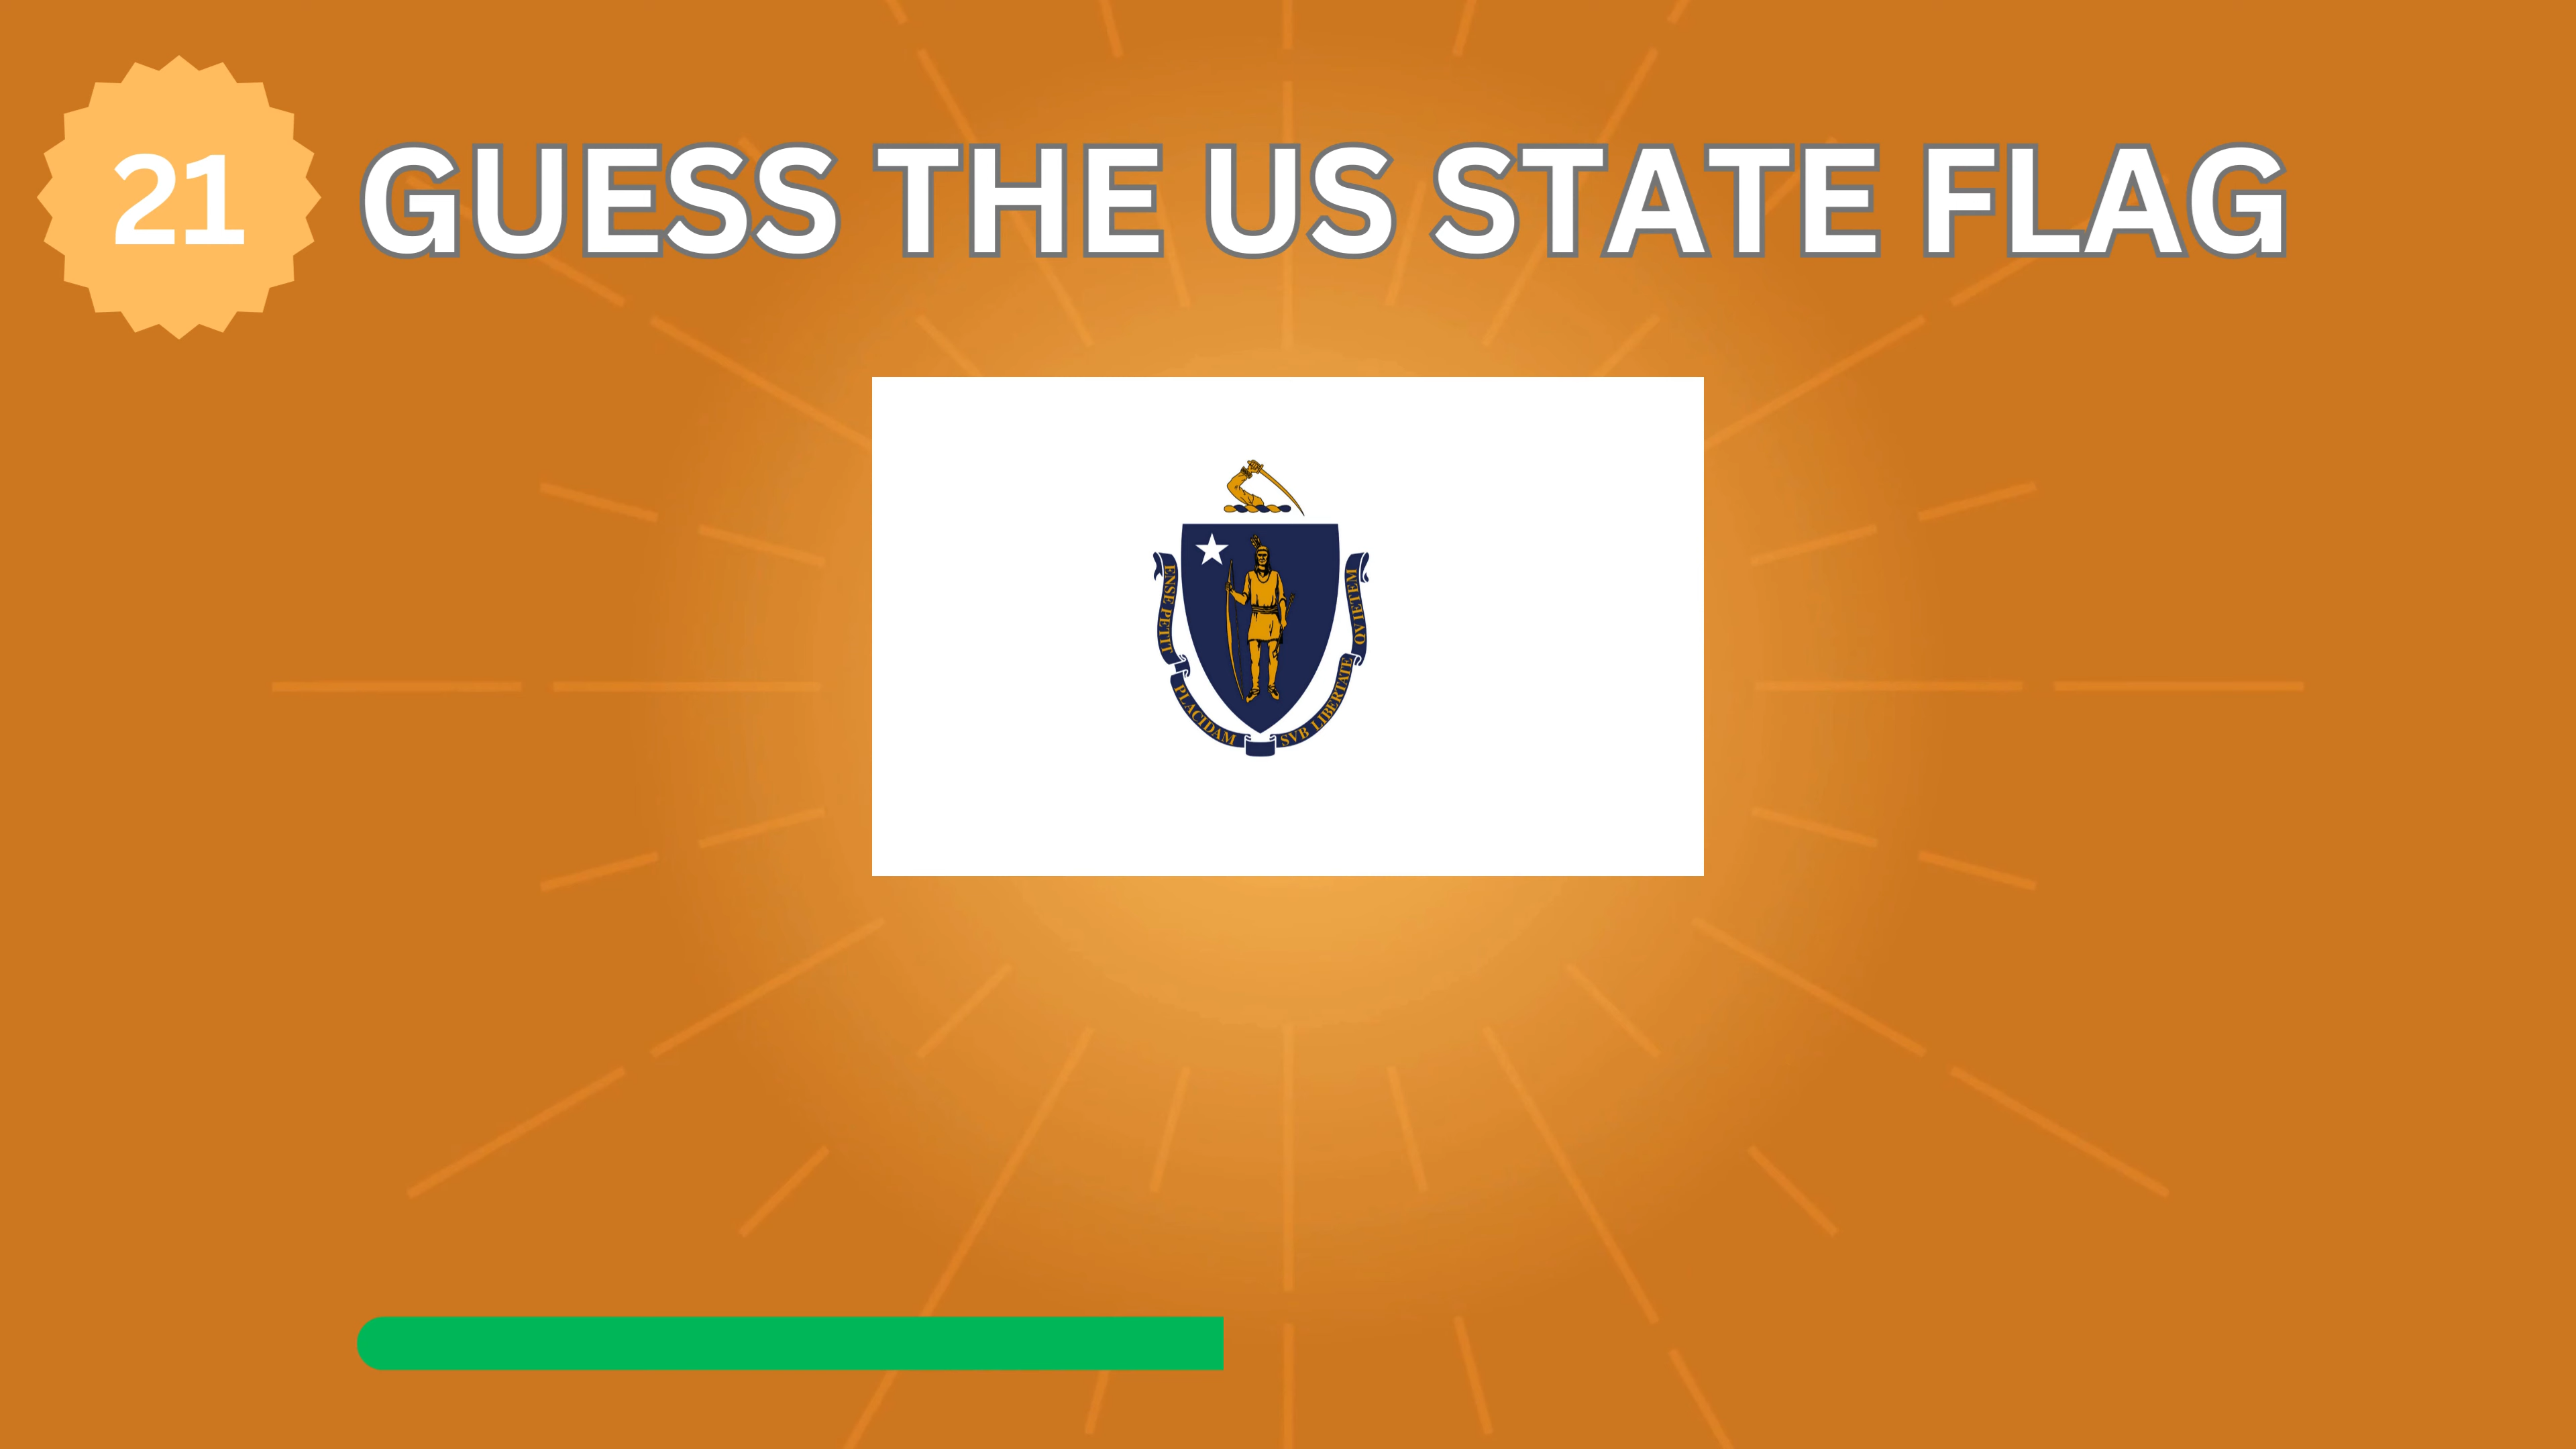 21
GUESS THE US STATE FLAG
ENSE PETIT
PLACIDAM
SVB LIBERTATE
QVIETEM